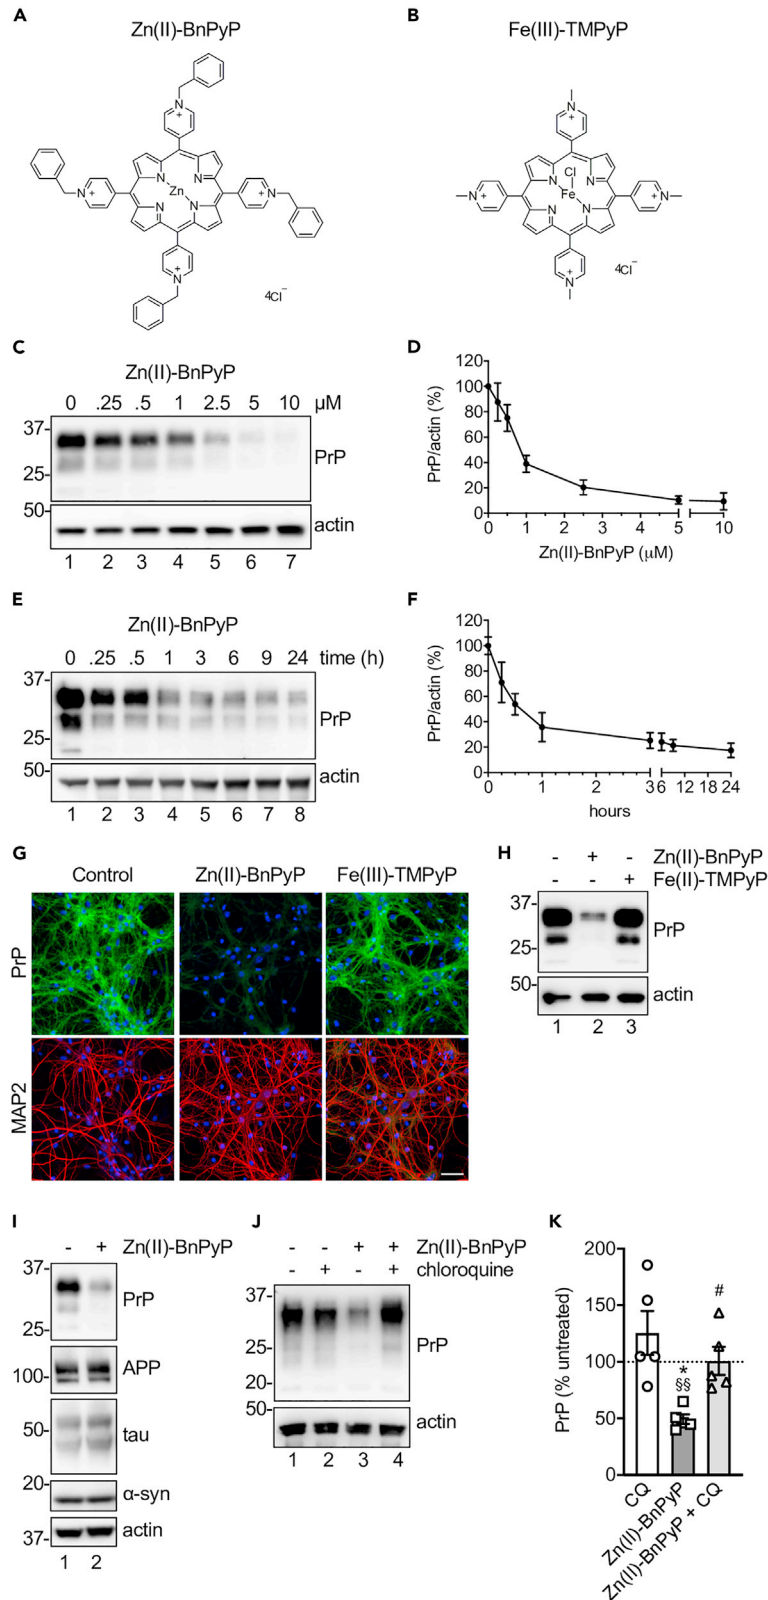 A
Zn(II)-BnPyP
N
+
N
+
N
N
Zn
N
N
N
+
N
+
4Cl⁻
B
Fe(III)-TMPyP
N
+
N
+
Cl
N
N
Fe
N
N
N
+
N
+
4Cl⁻
C
Zn(II)-BnPyP
0 .25 .5 1 2.5 5 10 µM
37-
25-
PrP
50-
actin
1 2 3 4 5 6 7
D
PrP/actin (%)
120
100
80
60
40
20
0
0 1 2 3 4 5 10
Zn(II)-BnPyP (µM)
E
Zn(II)-BnPyP
0 .25 .5 1 3 6 9 24 time (h)
37-
25-
PrP
50-
actin
1 2 3 4 5 6 7 8
F
PrP/actin (%)
120
100
80
60
40
20
0
0 1 2 3 6 12 18 24
hours
G
Control Zn(II)-BnPyP Fe(III)-TMPyP
PrP
MAP2
H
- + - Zn(II)-BnPyP
- - + Fe(II)-TMPyP
37-
25-
PrP
50-
actin
1 2 3
I
- + Zn(II)-BnPyP
37-
25-
PrP
100-
APP
50-
tau
20-
α-syn
37-
actin
1 2
J
- - + + Zn(II)-BnPyP
- + - + chloroquine
37-
25-
20-
PrP
50-
actin
1 2 3 4
K
PrP (% untreated)
200
150
100
50
0
*
§§
#
CQ
Zn(II)-BnPyP
Zn(II)-BnPyP + CQ